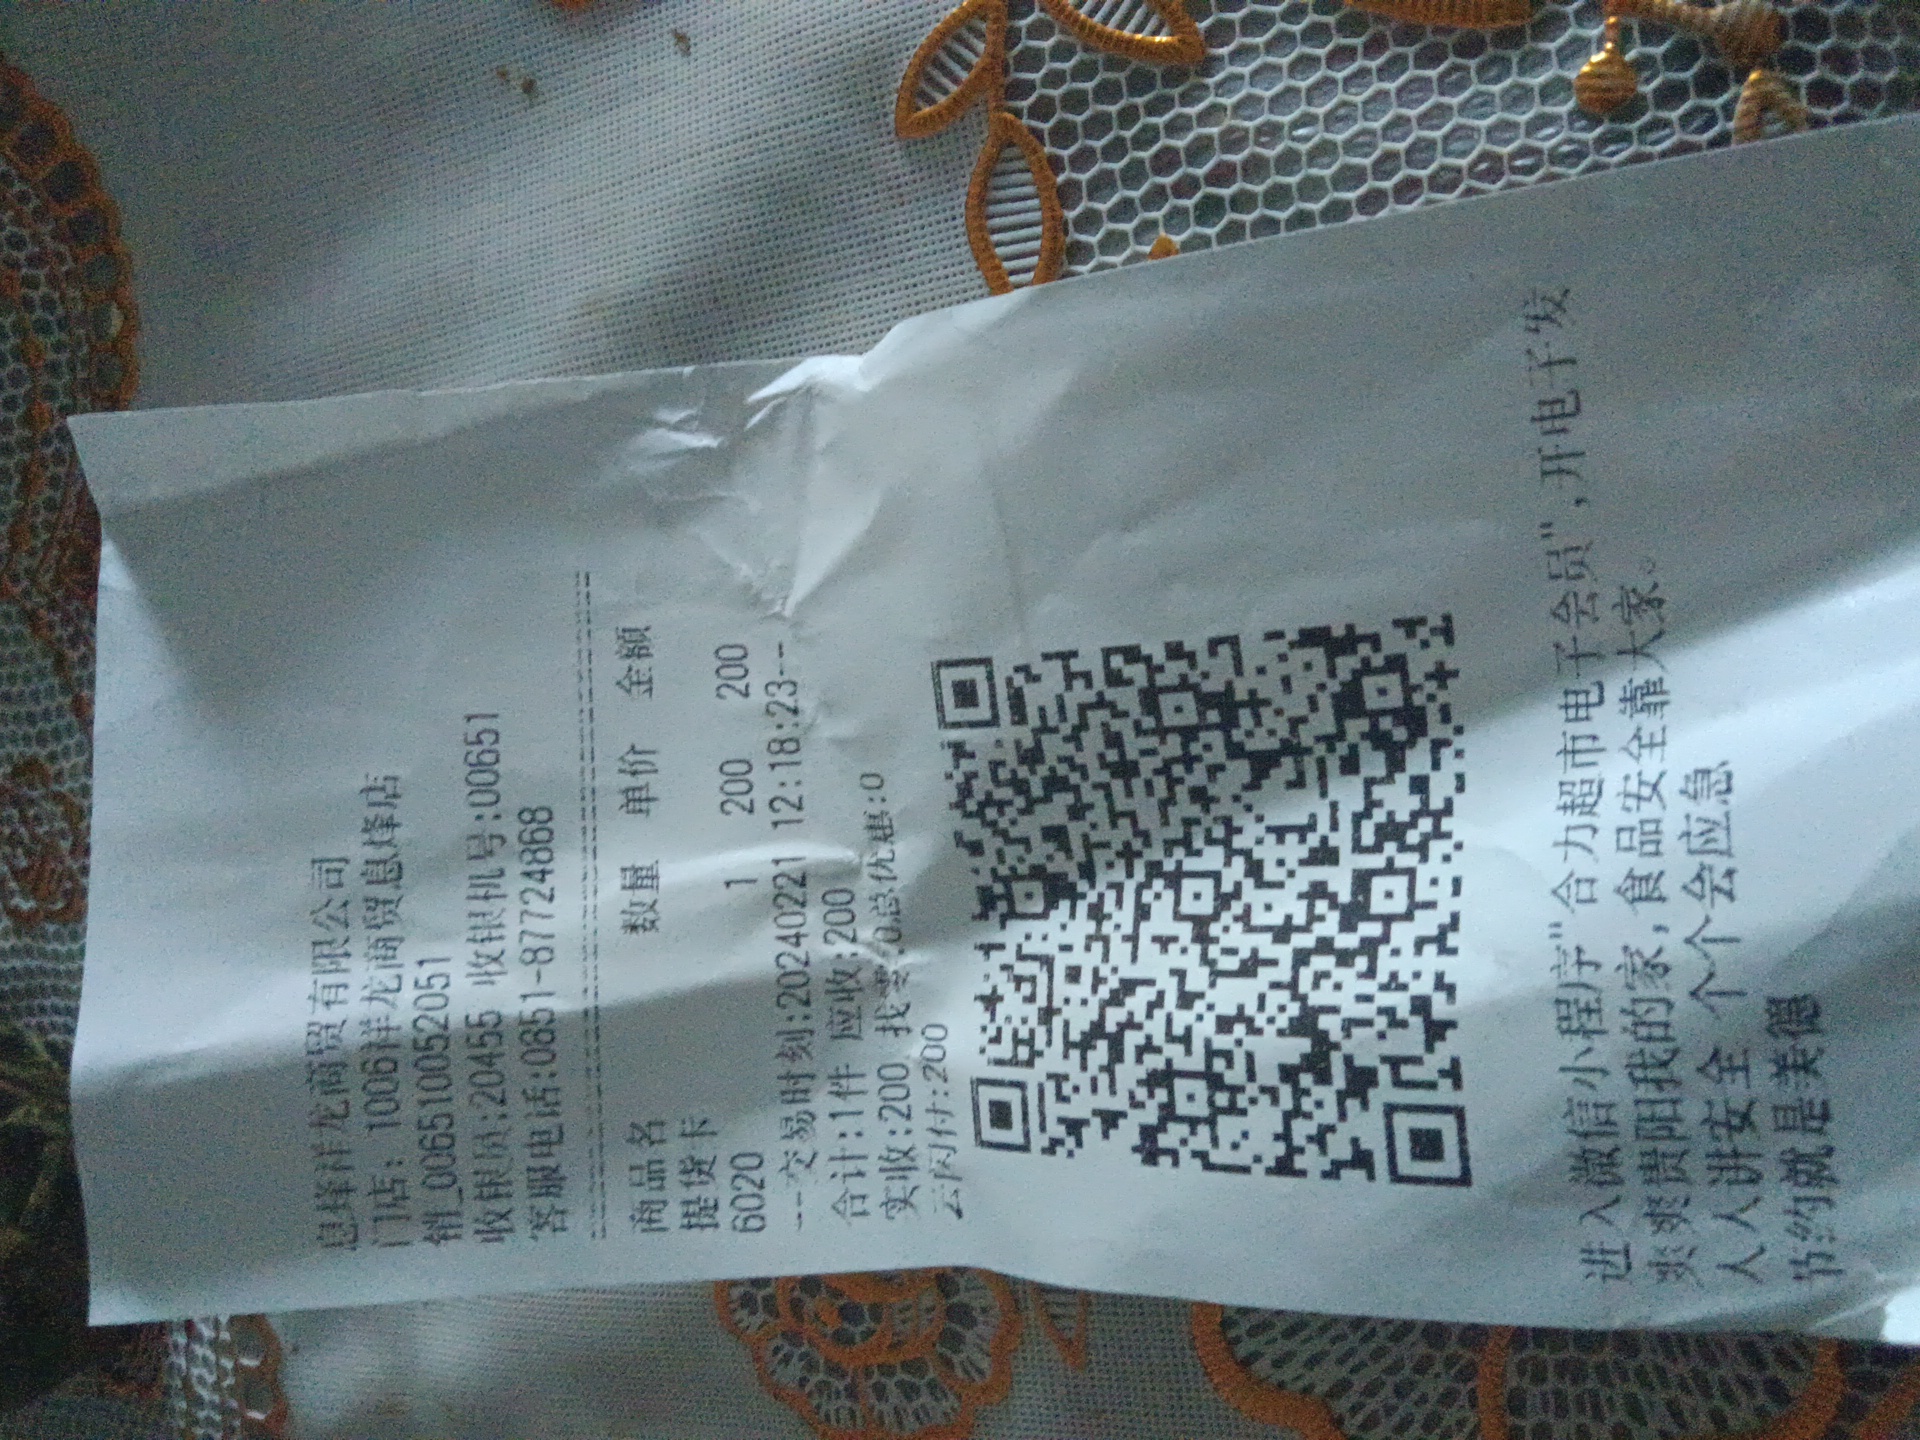 息烽祥龙商贸有限公司
门店: 1006祥龙商贸息烽店
销_00651005 2051
收银员:20455 收银机号:00651
客服电话:0851-87724868
商品名 数量 单价 金额
提货卡
6020 1 200 200
---交易时刻:20240221 12:18:23---
合计:1件 应收:200
实收:200 找零:0总优惠:0
云闪付:200
进入微信小程序"合力超市电子会员",开电子发
爽爽贵阳我的家,食品安全靠大家。
人人讲安全 个个会应急
节约就是美德